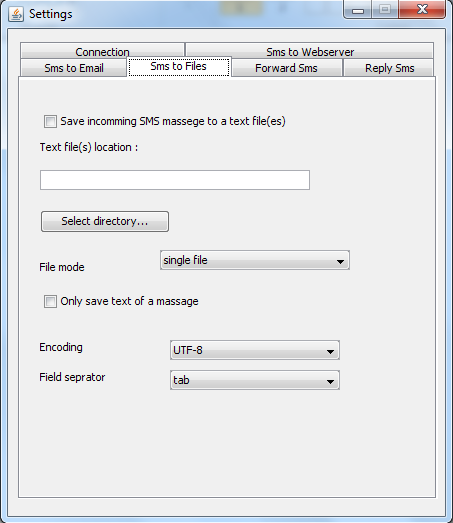 Settings
Connection
Sms to Webserver
Sms to Email
Sms to Files
Forward Sms
Reply Sms
Save incomming SMS massege to a text file(es)
Text file(s) location :
Select directory...
File mode
single file
Only save text of a massage
Encoding
UTF-8
Field seprator
tab